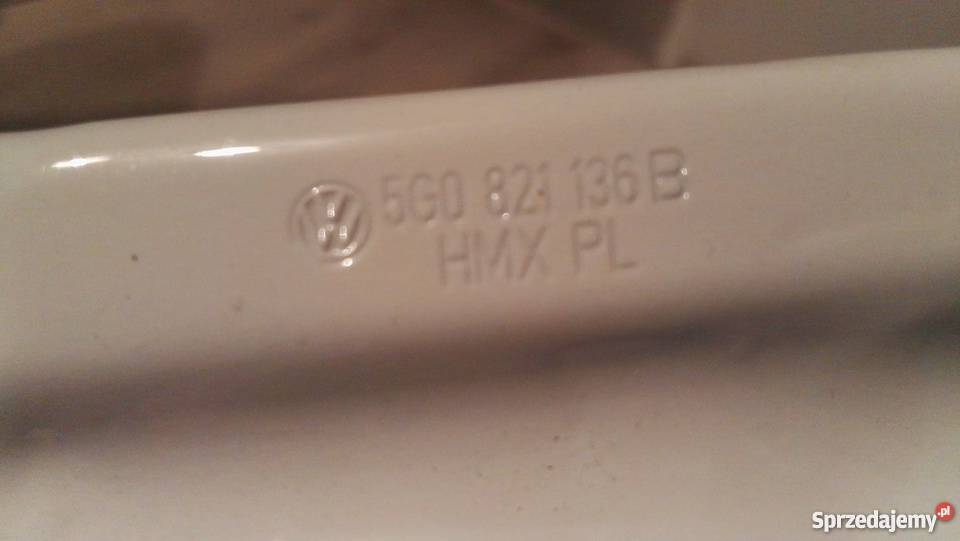 5G0 821 136 B
HMX PL
Sprzedajemy.pl